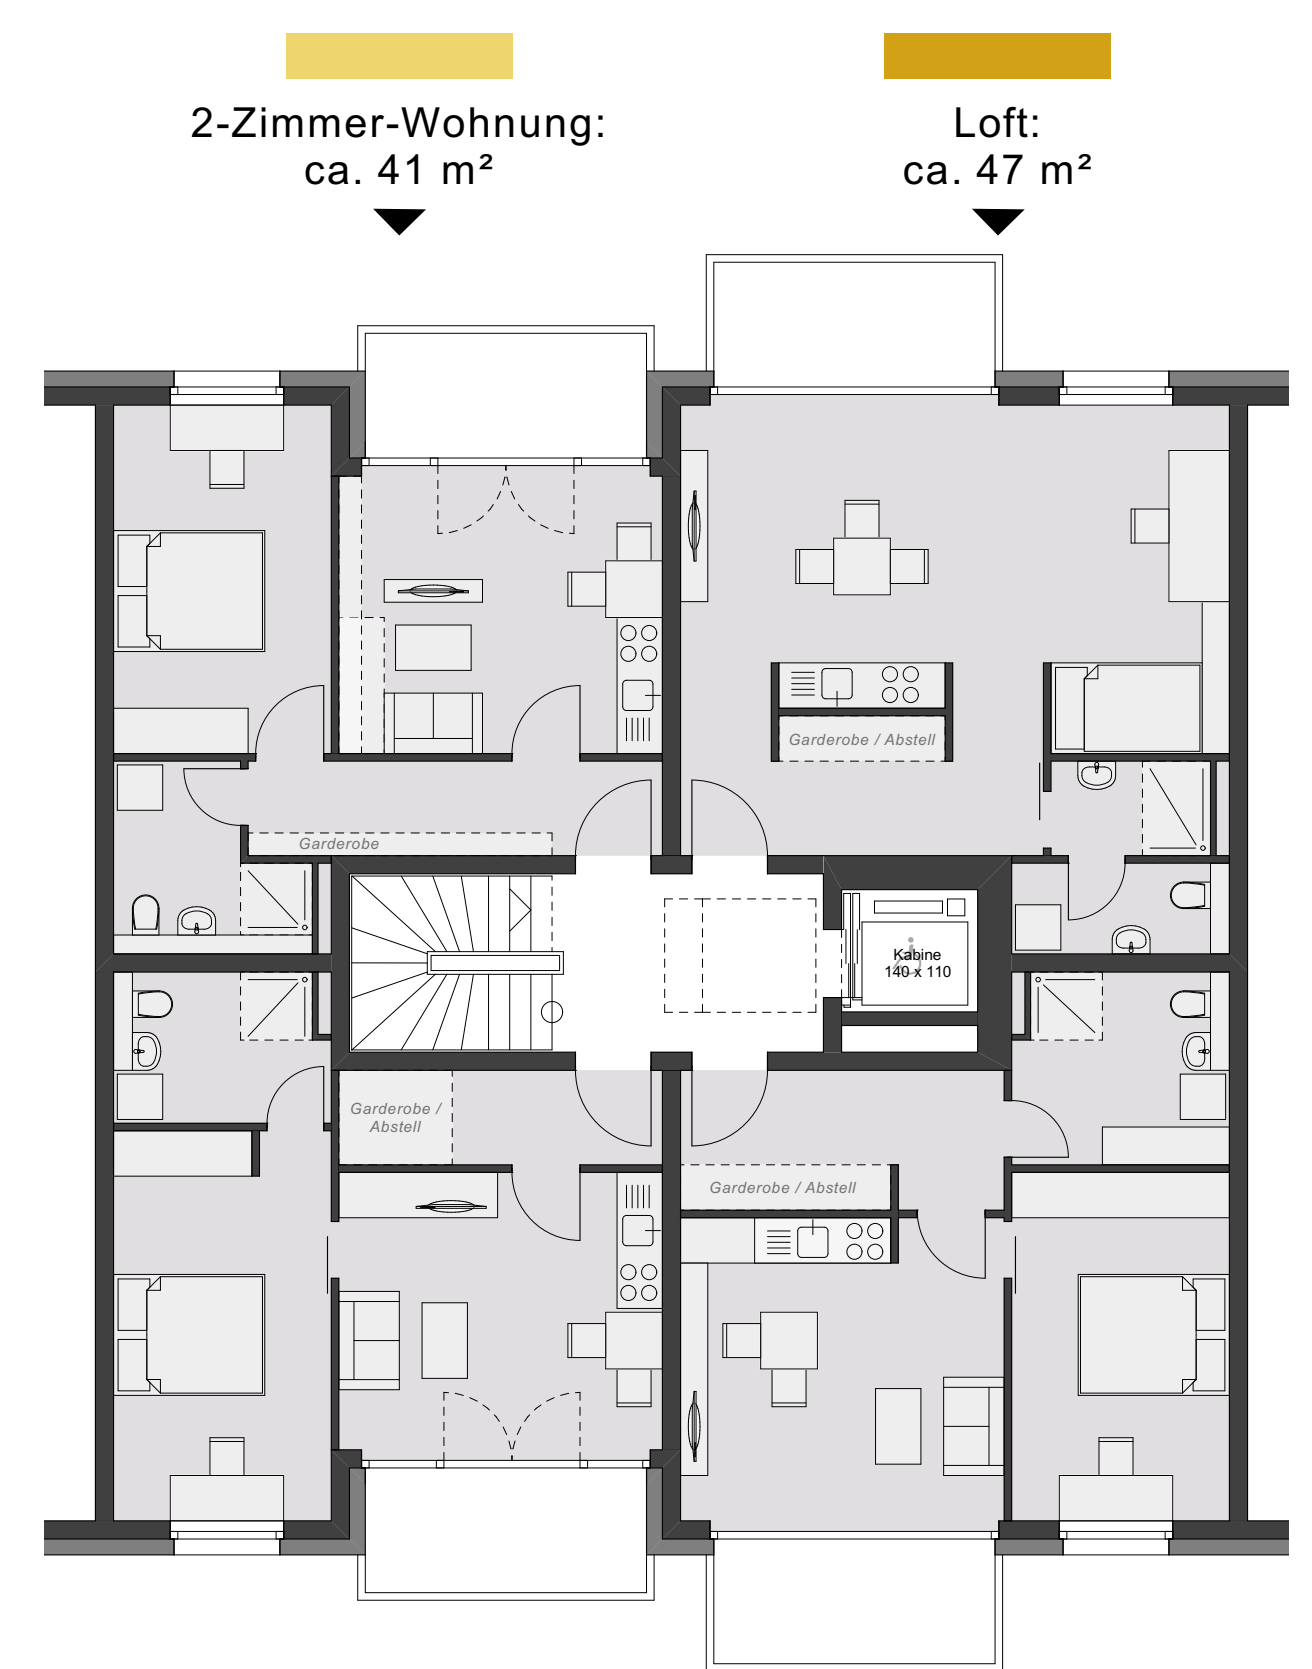 2-Zimmer-Wohnung:
ca. 41 m²
Loft:
ca. 47 m²
Garderobe / Abstell
Garderobe
Kabine
140 x 110
Garderobe /
Abstell
Garderobe / Abstell